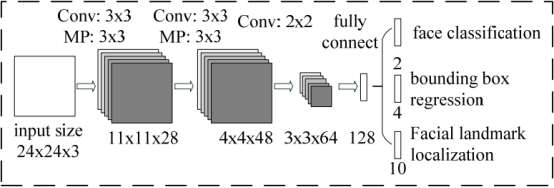 Conv: 3x3
MP: 3x3
Conv: 3x3
MP: 3x3
Conv: 2x2
fully
connect
face classification
2
bounding box
regression
4
Facial landmark
localization
10
input size
24x24x3
11x11x28
4x4x48
3x3x64
128